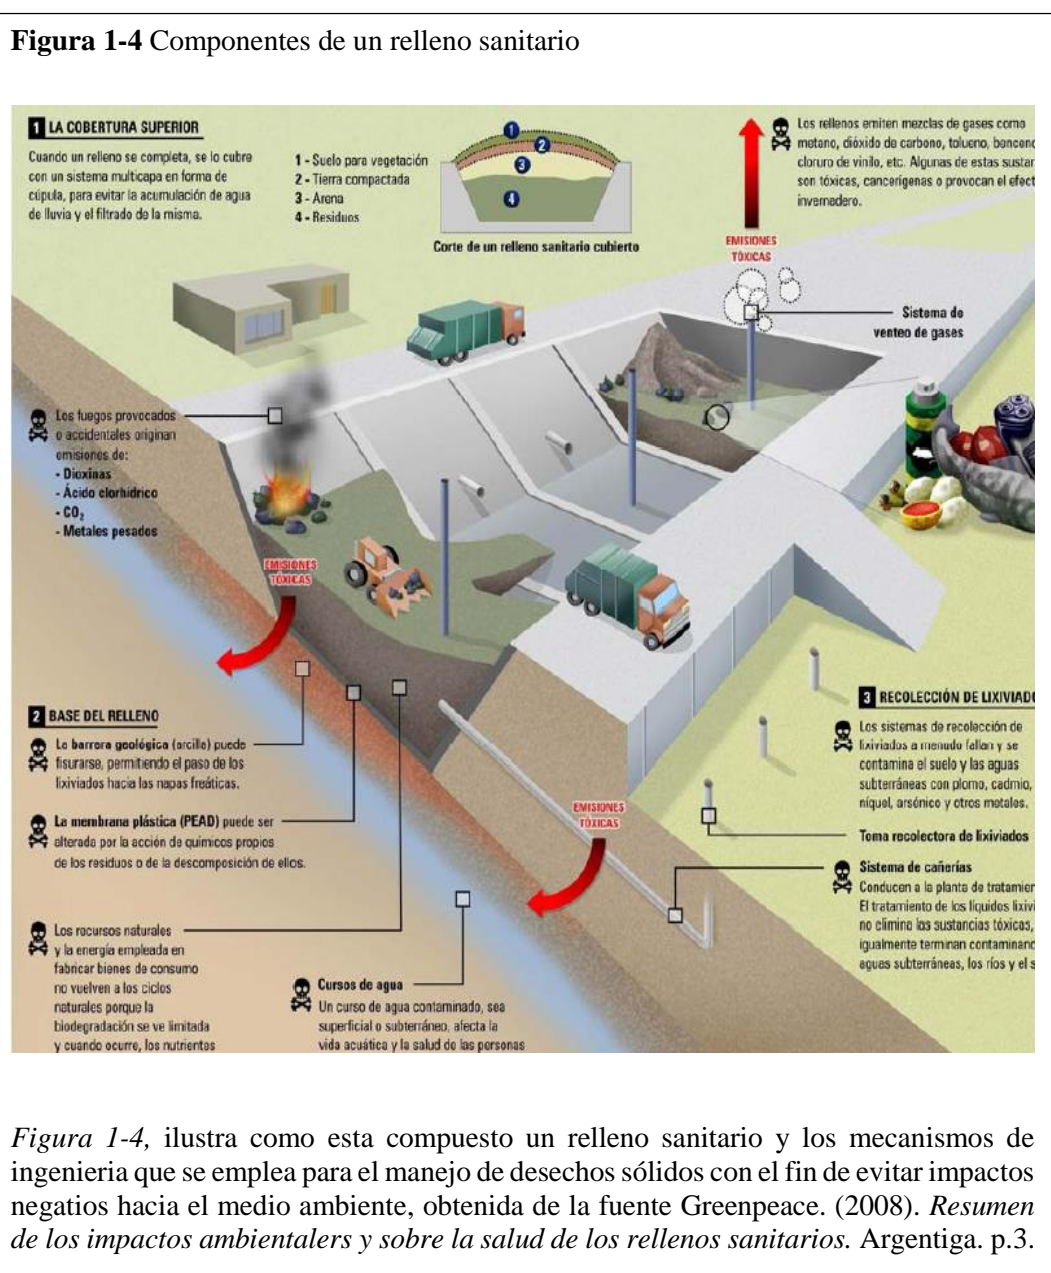 Figura 1-4 Componentes de un relleno sanitario
1 LA COBERTURA SUPERIOR
Cuando un relleno se completa, se lo cubre
con un sistema multicapa en forma de
cúpula, para evitar la acumulación de agua
de lluvia y el filtrado de la misma.
1 - Suelo para vegetación
2 - Tierra compactada
3 - Arena
4 - Residuos
1
2
3
4
Corte de un relleno sanitario cubierto
Los rellenos emiten mezclas de gases como
metano, dióxido de carbono, tolueno, benceno
cloruro de vinilo, etc. Algunas de estas sustan
son tóxicas, cancerígenas o provocan el efect
invernadero.
EMISIONES
TÓXICAS
Sistema de
venteo de gases
Los fuegos provocados
o accidentales originan
emisiones de:
- Dioxinas
- Ácido clorhídrico
- CO₂
- Metales pesados
EMISIONES
TÓXICAS
2 BASE DEL RELLENO
La barrera geológica (arcilla) puede
fisurarse, permitiendo el paso de los
lixiviados hacia las napas freáticas.
La membrana plástica (PEAD) puede ser
alterada por la acción de químicos propios
de los residuos o de la descomposición de ellos.
Los recursos naturales
y la energía empleada en
fabricar bienes de consumo
no vuelven a los ciclos
naturales porque la
biodegradación se ve limitada
y cuando ocurre, los nutrientes
Cursos de agua
Un curso de agua contaminado, sea
superficial o subterráneo, afecta la
vida acuática y la salud de las personas
EMISIONES
TÓXICAS
3 RECOLECCIÓN DE LIXIVIADO
Los sistemas de recolección de
lixiviados a menudo fallan y se
contamina el suelo y las aguas
subterráneas con plomo, cadmio,
níquel, arsénico y otros metales.
Toma recolectora de lixiviados
Sistema de cañerías
Conducen a la planta de tratamien
El tratamiento de los líquidos lixivi
no elimina las sustancias tóxicas,
igualmente terminan contaminand
aguas subterráneas, los ríos y el s
Figura 1-4, ilustra como esta compuesto un relleno sanitario y los mecanismos de
ingenieria que se emplea para el manejo de desechos sólidos con el fin de evitar impactos
negatios hacia el medio ambiente, obtenida de la fuente Greenpeace. (2008). Resumen
de los impactos ambientalers y sobre la salud de los rellenos sanitarios. Argentiga. p.3.